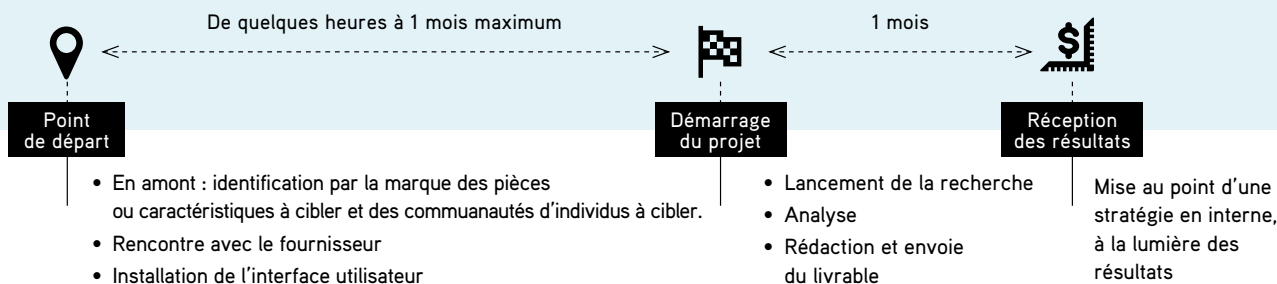 De quelques heures à 1 mois maximum
1 mois
$
Point
de départ
Démarrage
du projet
Réception
des résultats
• En amont : identification par la marque des pièces
ou caractéristiques à cibler et des commuanautés d'individus à cibler.
• Rencontre avec le fournisseur
• Installation de l'interface utilisateur
• Lancement de la recherche
• Analyse
• Rédaction et envoie
du livrable
Mise au point d'une
stratégie en interne,
à la lumière des
résultats